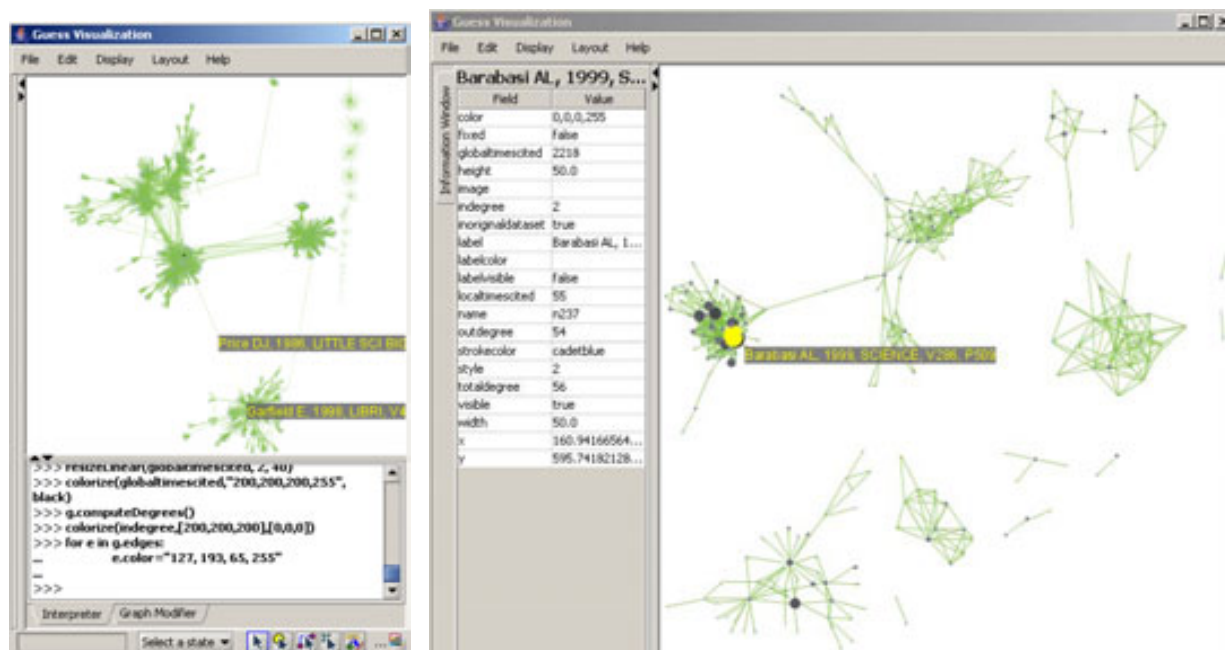 Guess Visualization
File Edit Display Layout Help
Price DJ, 1986, LITTLE SCI BIG
Garfield E, 1998, LIBRI, V4
>>> resizeLinear(globaltimescited, 2, 40)
>>> colorize(globaltimescited,"200,200,200,255",
black)
>>> g.computeDegrees()
>>> colorize(indegree,[200,200,200],[0,0,0])
>>> for e in g.edges:
... e.color="127, 193, 65, 255"
...
>>>
Interpreter Graph Modifier
Select a state
...
Guess Visualization
File Edit Display Layout Help
Information Window
Barabasi AL, 1999, S...
Field Value
color 0,0,0,255
fixed false
globaltimescited 2218
height 50.0
image
indegree 2
inoriginaldataset true
label Barabasi AL, 1...
labelcolor
labelvisible false
localtimescited 55
name n237
outdegree 54
strokecolor cadetblue
style 2
totaldegree 56
visible true
width 50.0
x 160.94166564...
y 595.74182128...
Barabasi AL, 1999, SCIENCE, V286, P509